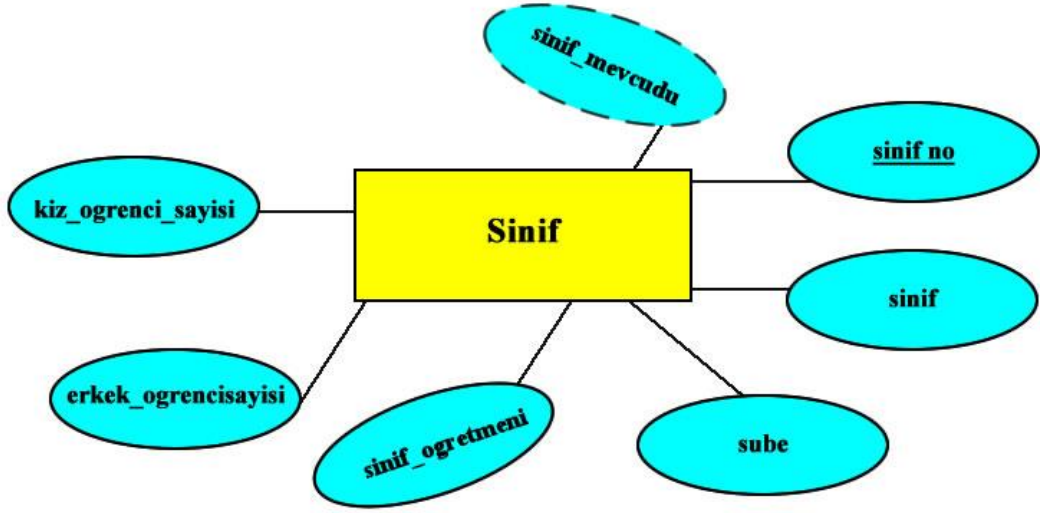 sinif_mevcudu
sinif no
kiz_ogrenci_sayisi
Sinif
sinif
erkek_ogrencisayisi
sinif_ogretmeni
sube